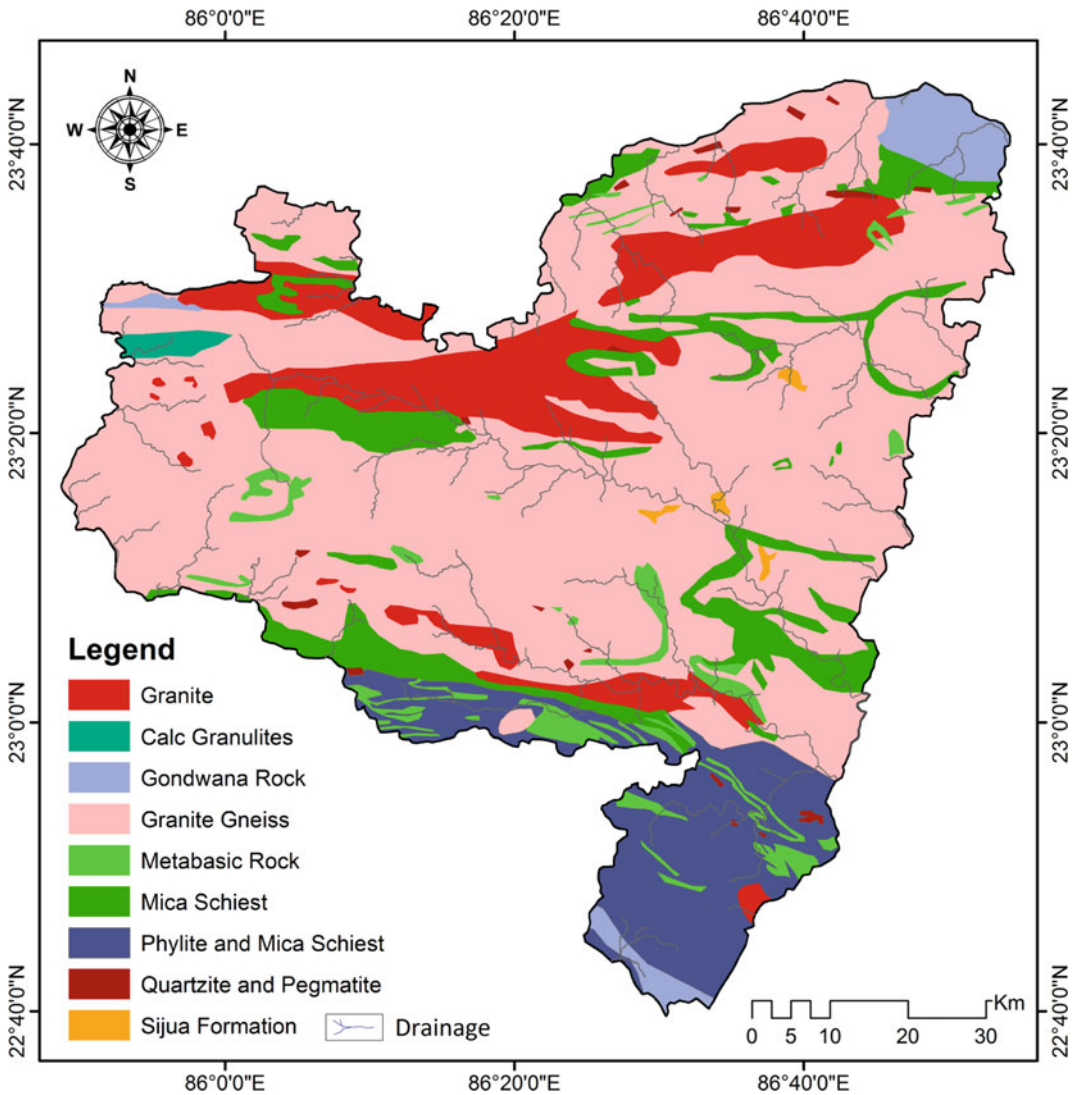 86°0'0"E 86°20'0"E 86°40'0"E
N
W E
S
23°40'0"N 23°40'0"N
23°20'0"N 23°20'0"N
23°0'0"N
22°40'0"N 22°40'0"N
Legend
Granite
Calc Granulites
Gondwana Rock
Granite Gneiss
Metabasic Rock
Mica Schiest
Phylite and Mica Schiest
Quartzite and Pegmatite
Sijua Formation
Drainage
23°0'0"N
Km
0 5 10 20 30
86°0'0"E 86°20'0"E 86°40'0"E